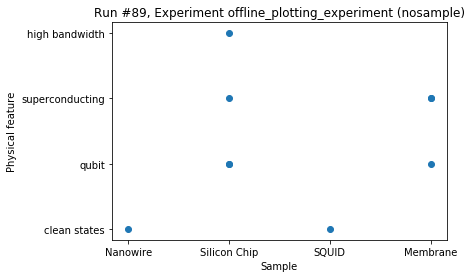 Run #89, Experiment offline_plotting_experiment (nosample)
high bandwidth
superconducting
qubit
clean states
Physical feature
Nanowire Silicon Chip SQUID Membrane
Sample